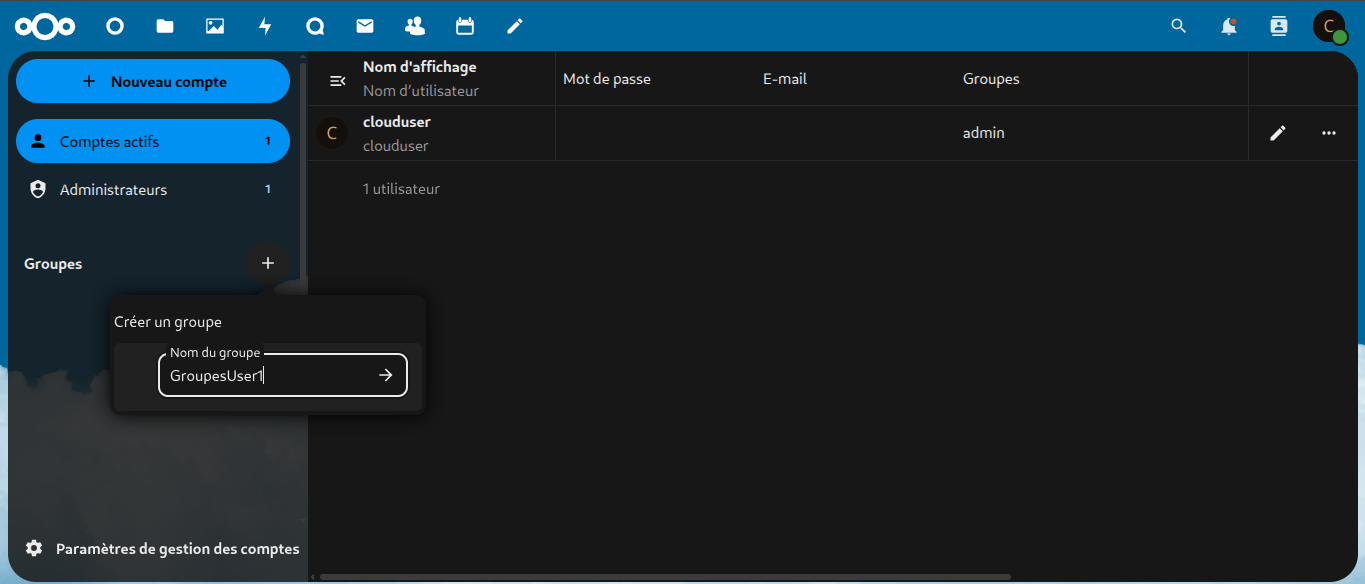 C
Nouveau compte
Comptes actifs 1
Administrateurs 1
Groupes
Créer un groupe
Nom du groupe
GroupesUser1
Paramètres de gestion des comptes
Nom d'affichage
Nom d’utilisateur
Mot de passe
E-mail
Groupes
C
clouduser
clouduser
admin
1 utilisateur